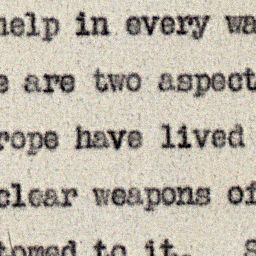 help in every wa
e are two aspect
rope have lived
clear weapons of
tomed to it. S